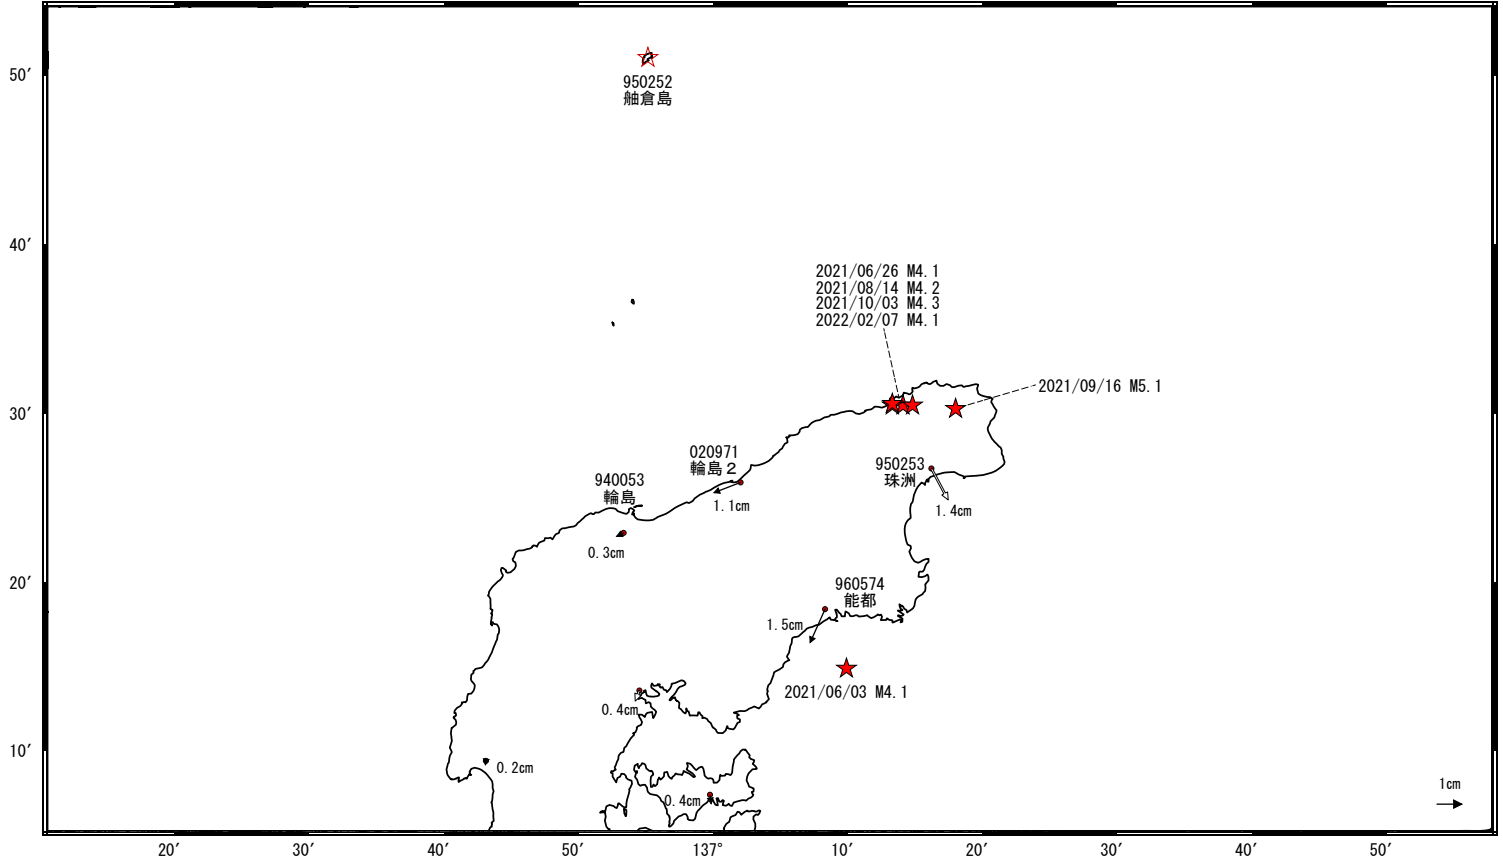 50′
950252
舳倉島
40′
2021/06/26 M4.1
2021/08/14 M4.2
2021/10/03 M4.3
2022/02/07 M4.1
2021/09/16 M5.1
30′
020971
輪島２
950253
珠洲
940053
輪島
1.1cm
1.4cm
0.3cm
20′
960574
能都
1.5cm
2021/06/03 M4.1
0.4cm
10′
0.2cm
0.4cm
1cm
20′ 30′ 40′ 50′ 137° 10′ 20′ 30′ 40′ 50′